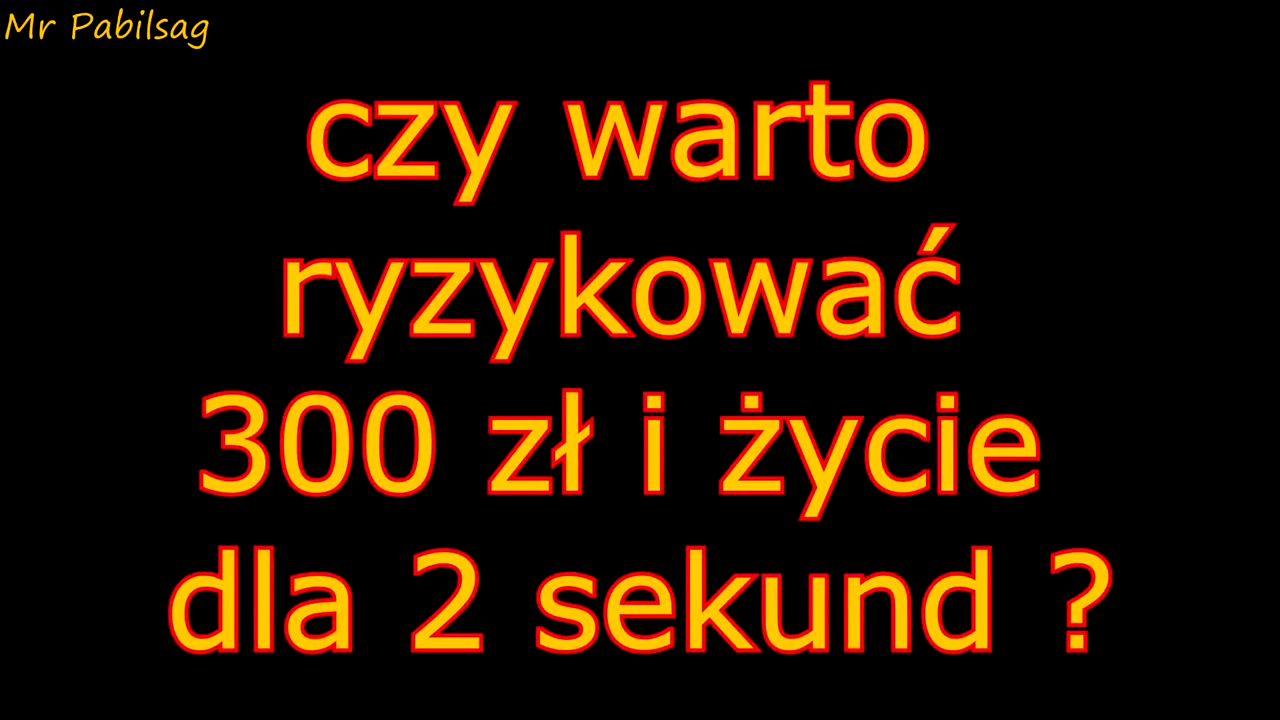 Mr Pabilsag
czy warto
ryzykować
300 zł i życie
dla 2 sekund ?